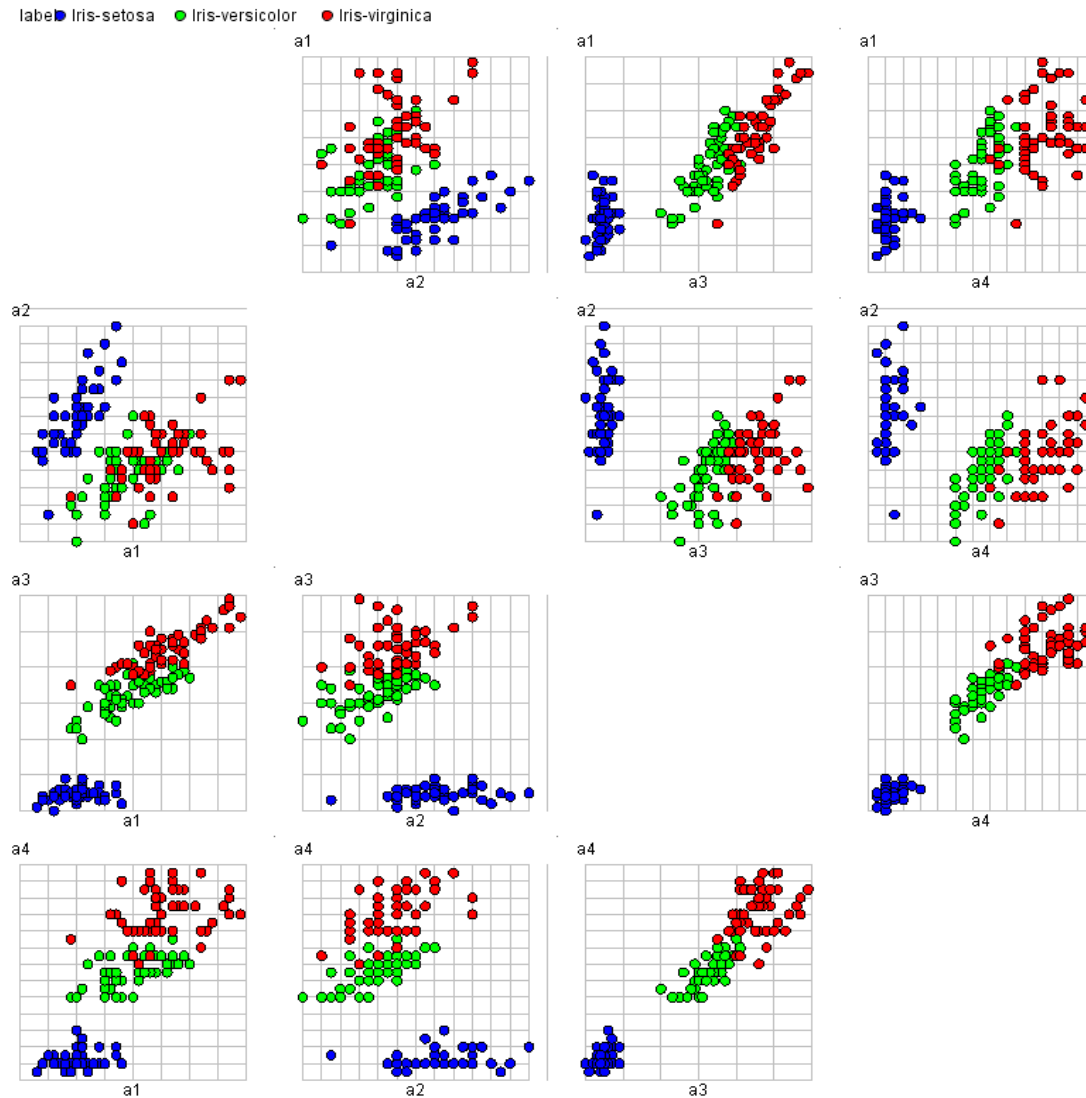 label Iris-setosa Iris-versicolor Iris-virginica
a1 a1 a1
a2 a3 a4
a2 a2 a2
a1 a3 a4
a3 a3 a3
a1 a2 a4
a4 a4 a4
a1 a2 a3